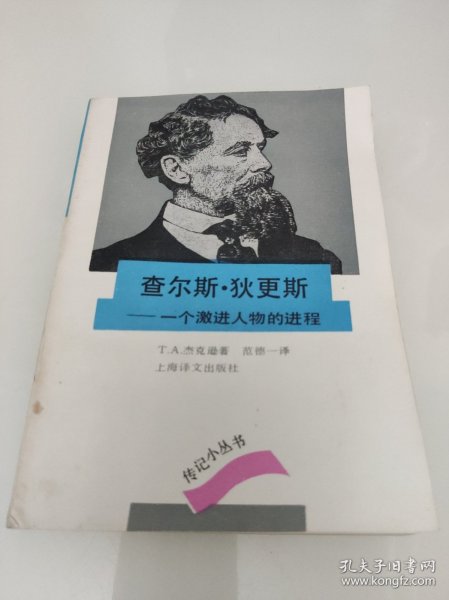 查尔斯·狄更斯
——一个激进人物的进程
T.A.杰克逊著 范德一译
上海译文出版社
传记小丛书
孔夫子旧书网
www.kongfz.com